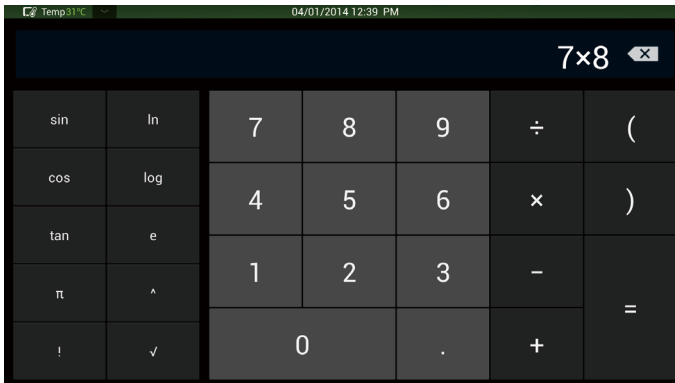 Temp31°C 04/01/2014 12:39 PM
7×8
sin ln 7 8 9 ÷ (
cos log 4 5 6 × )
tan e 1 2 3 −
π ^ =
! √ 0 . +